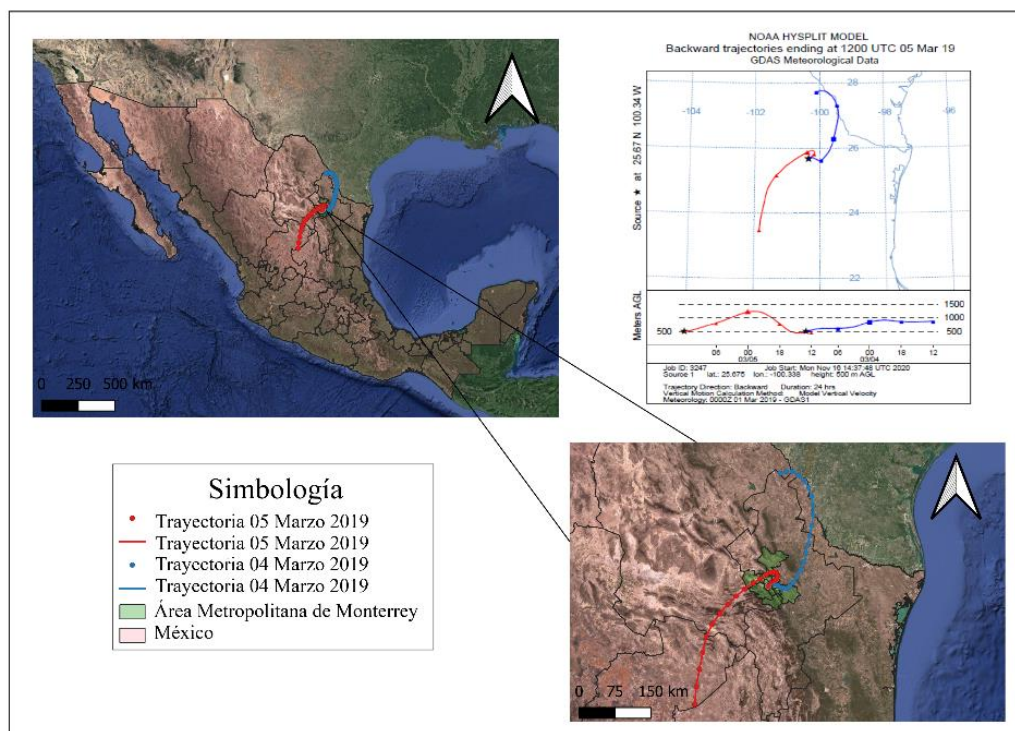 NOAA HYSPLIT MODEL
Backward trajectories ending at 1200 UTC 05 Mar 19
GDAS Meteorological Data
Source ★ at 25.67 N 100.34 W
-104
-102
-100
-98
-96
28
26
24
22
Meters AGL
500
1500
1000
500
06 00 18 12 06 00 18 12
03/05 03/04
Job ID: 3247 Job Start: Mon Nov 16 14:37:48 UTC 2020
Source 1 lat.: 25.675 lon.: -100.338 height: 500 m AGL
Trajectory Direction: Backward Duration: 24 hrs
Vertical Motion Calculation Method: Model Vertical Velocity
Meteorology: 0000Z 01 Mar 2019 - GDAS1
0 250 500 km
Simbología
Trayectoria 05 Marzo 2019
Trayectoria 05 Marzo 2019
Trayectoria 04 Marzo 2019
Trayectoria 04 Marzo 2019
Área Metropolitana de Monterrey
México
0 75 150 km